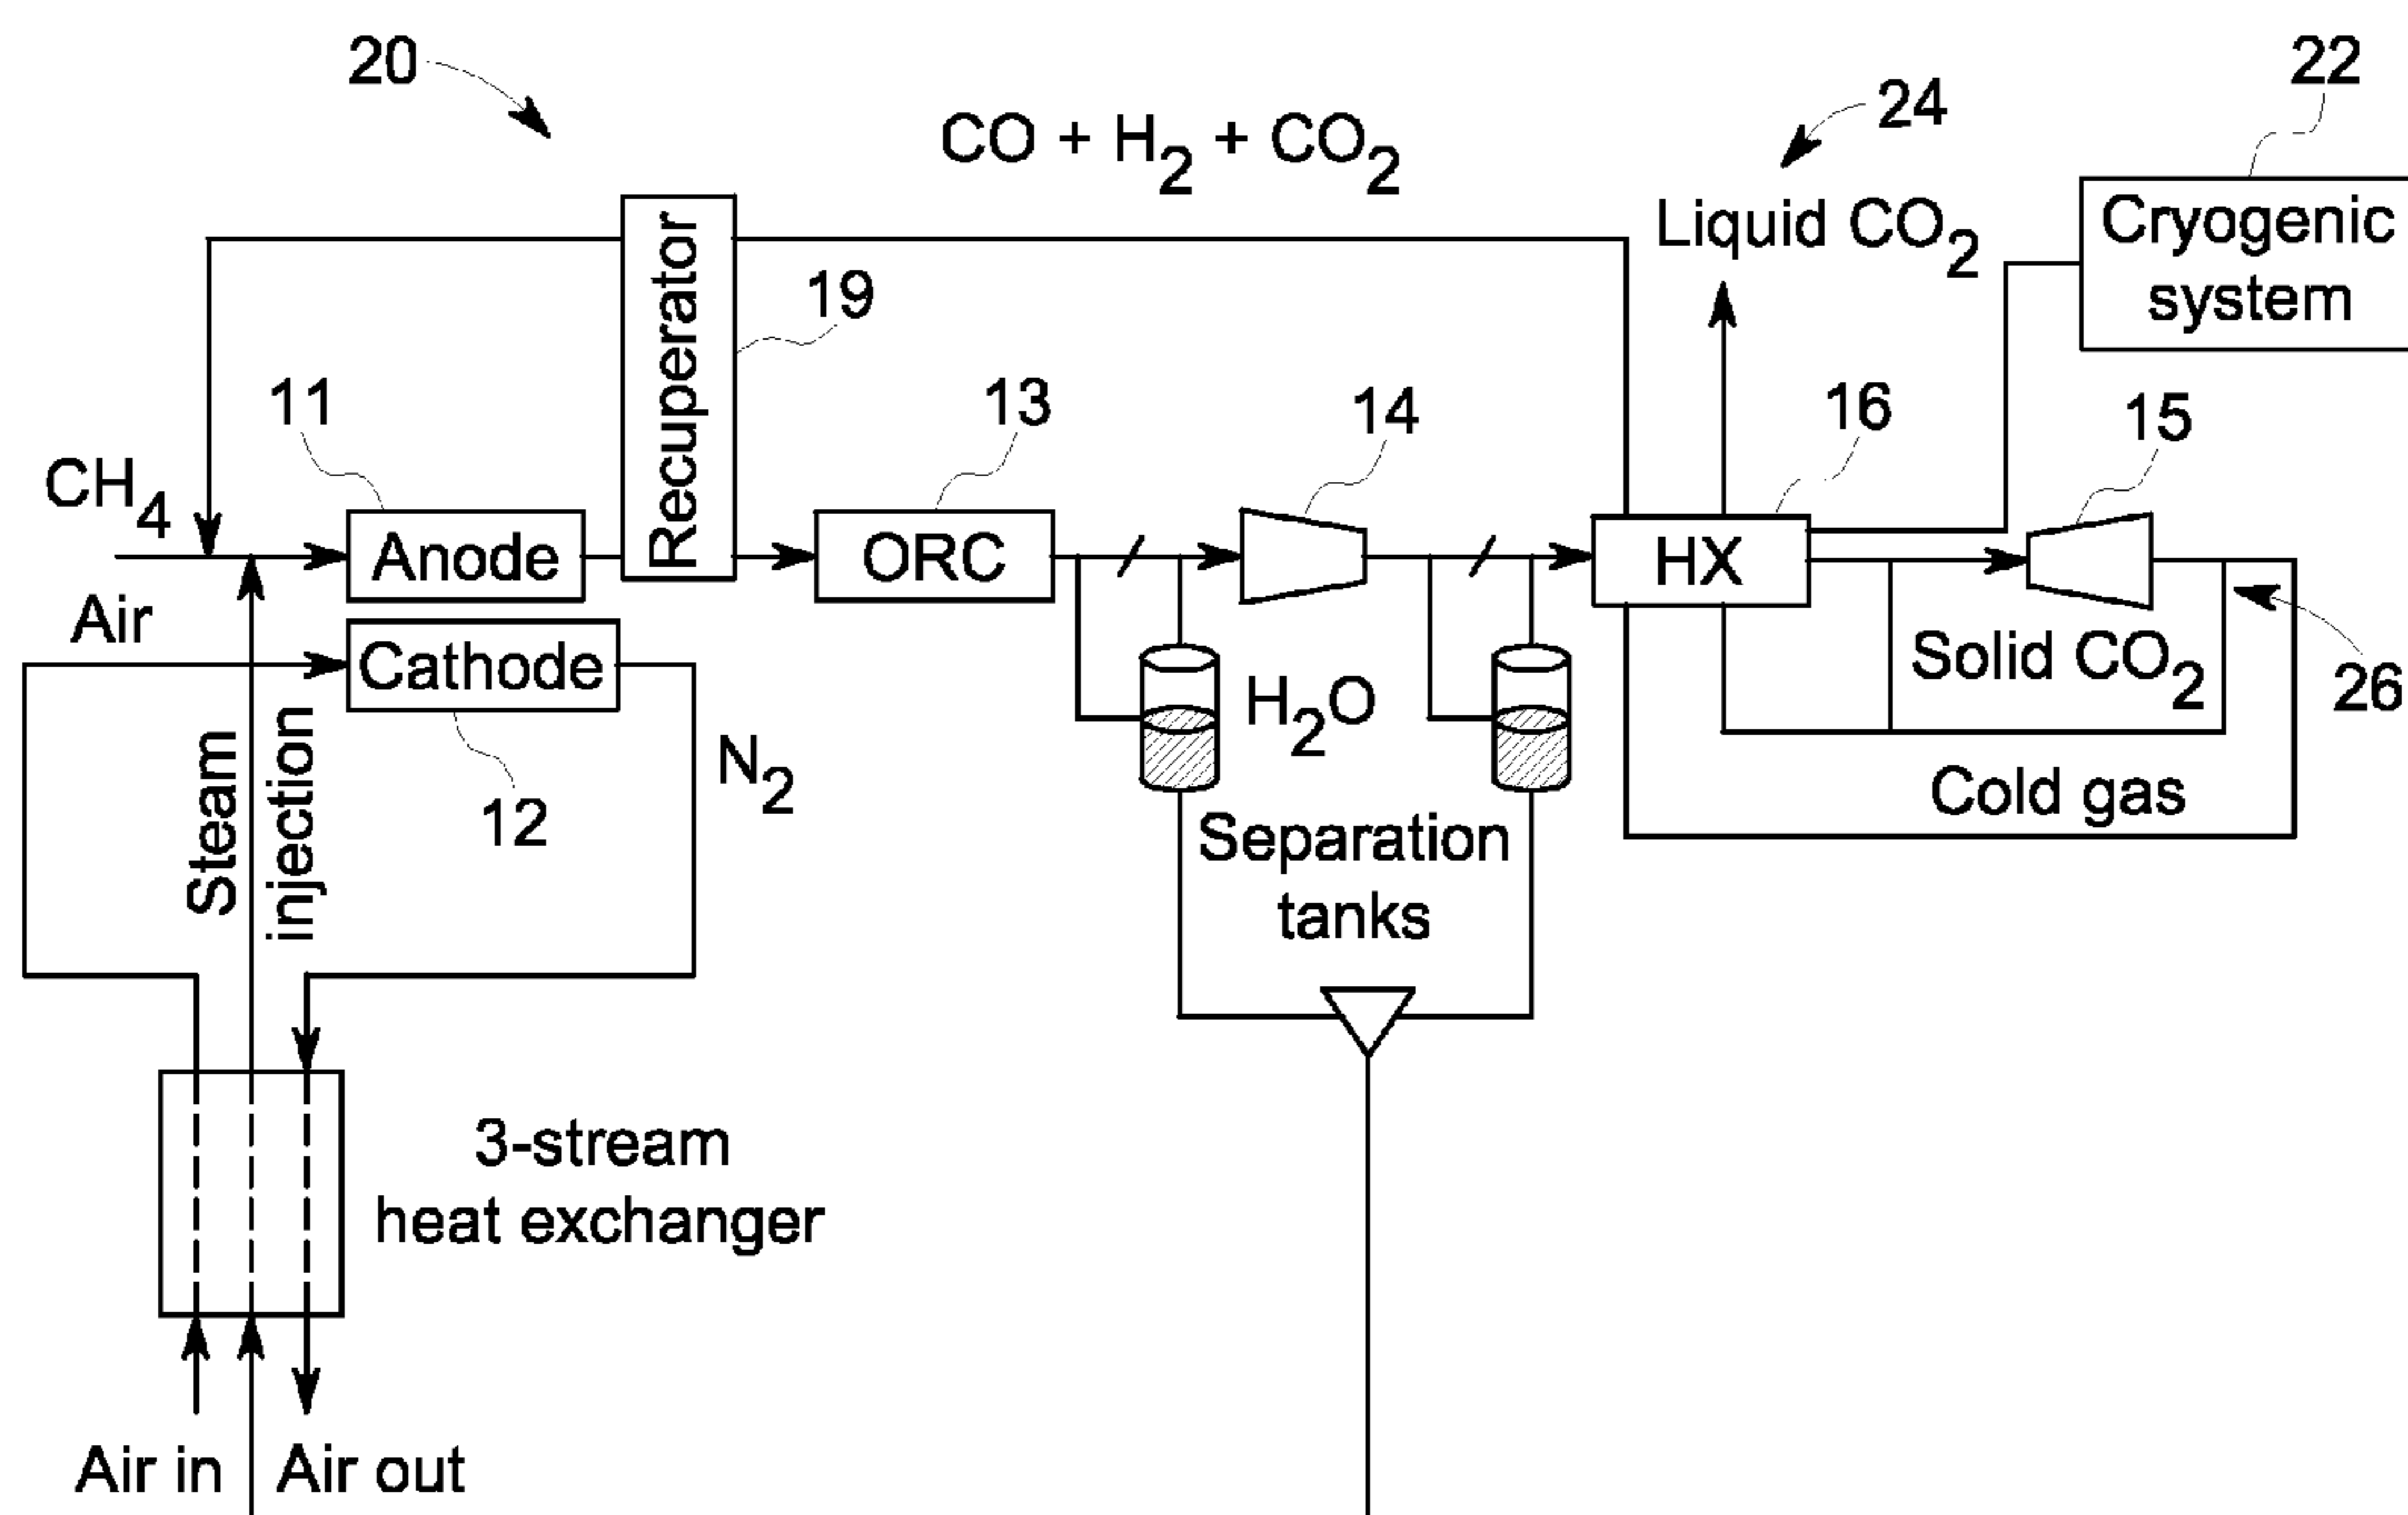 20
22
24
CO + H2 + CO2
Liquid CO2
Cryogenic
system
Recuperator
19
11
13
14
16
15
CH4
Anode
ORC
HX
Air
Cathode
Solid CO2
26
H2O
Steam
injection
N2
12
Cold gas
Separation
tanks
3-stream
heat exchanger
Air in
Air out